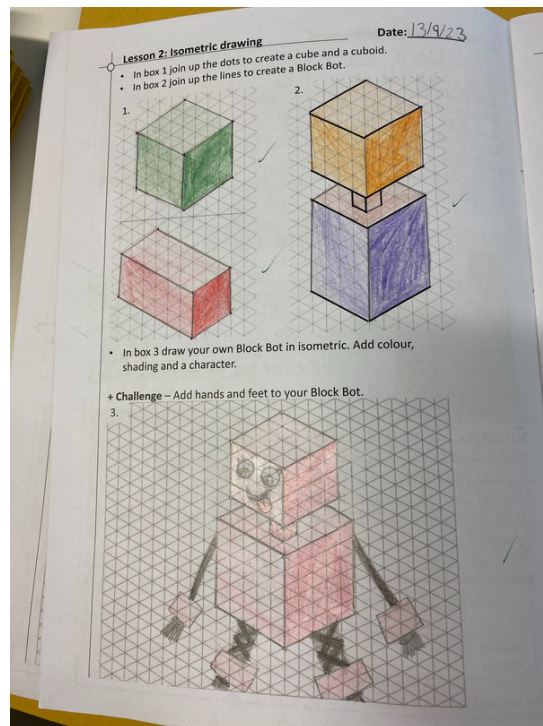 Date: 13/9/23
Lesson 2: Isometric drawing
• In box 1 join up the dots to create a cube and a cuboid.
• In box 2 join up the lines to create a Block Bot.
1.
2.
• In box 3 draw your own Block Bot in isometric. Add colour,
shading and a character.
+ Challenge – Add hands and feet to your Block Bot.
3.